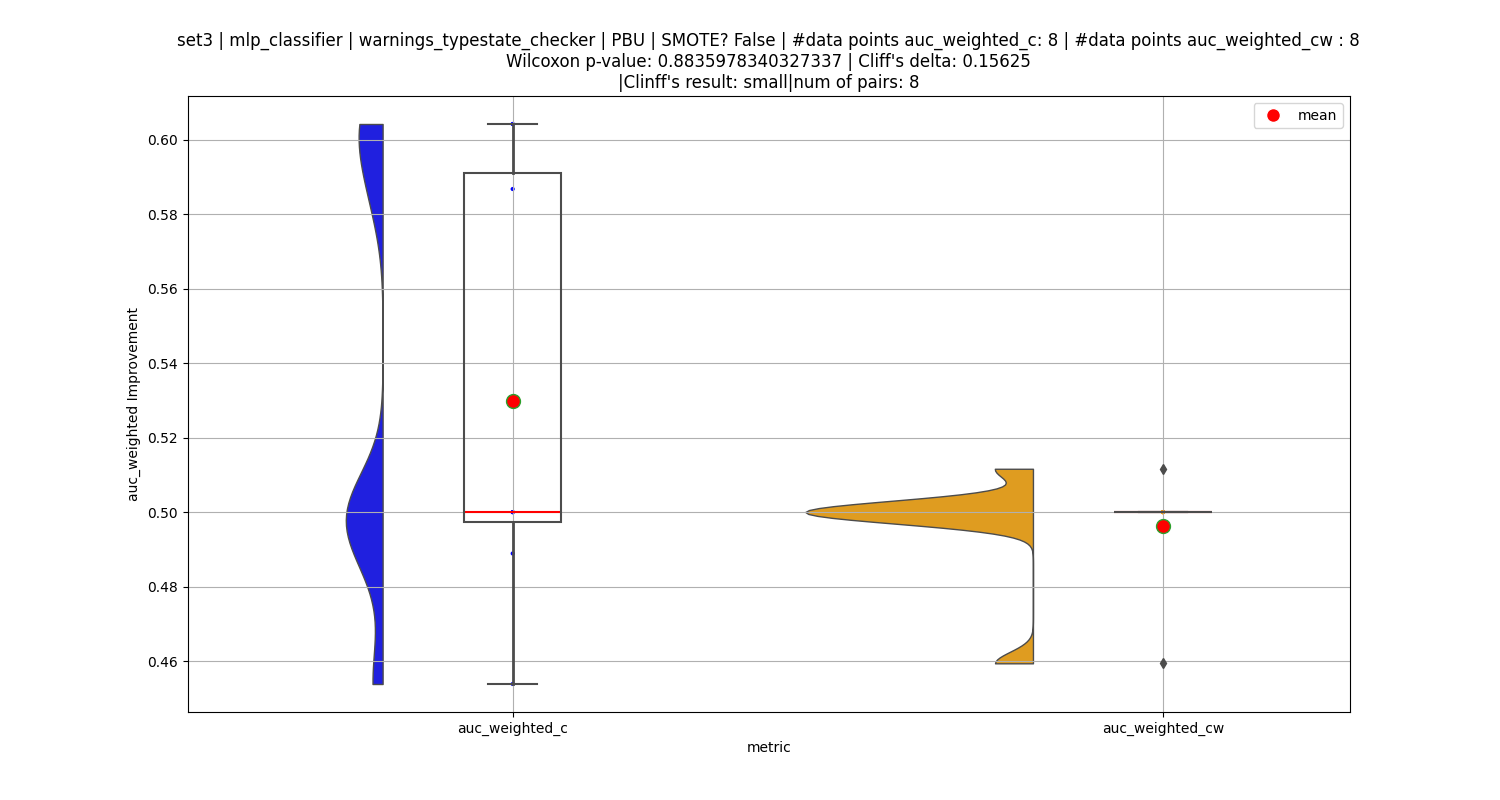 set3 | mlp_classifier | warnings_typestate_checker | PBU | SMOTE? False | #data points auc_weighted_c: 8 | #data points auc_weighted_cw : 8
Wilcoxon p-value: 0.8835978340327337 | Cliff's delta: 0.15625
|Clinff's result: small|num of pairs: 8
mean
0.60
0.58
0.56
0.54
0.52
0.50
0.48
0.46
auc_weighted Improvement
auc_weighted_c
auc_weighted_cw
metric